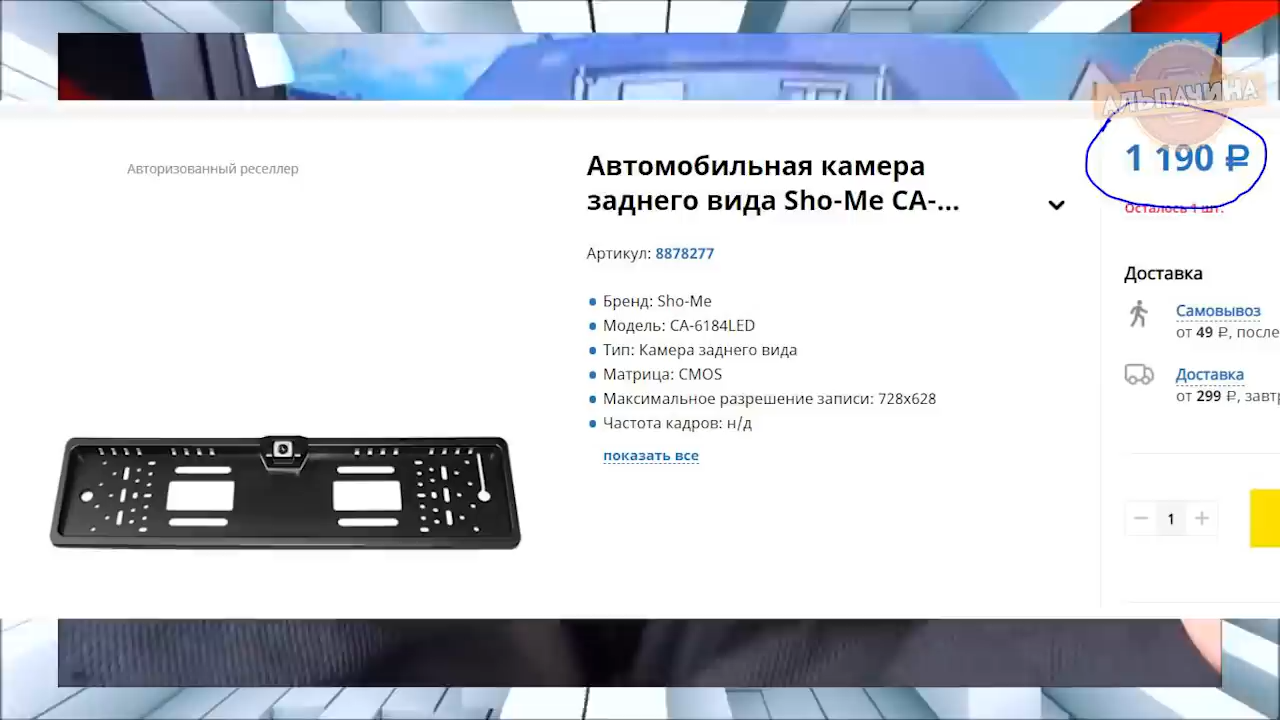 АЛЬПАЧИНА
Авторизованный реселлер
Автомобильная камера
заднего вида Sho-Me CA-...
Артикул: 8878277
Бренд: Sho-Me
Модель: CA-6184LED
Тип: Камера заднего вида
Матрица: CMOS
Максимальное разрешение записи: 728x628
Частота кадров: н/д
показать все
1 190 ₽
Осталось 1 шт.
Доставка
Самовывоз
от 49 ₽, после
Доставка
от 299 ₽, завт
1